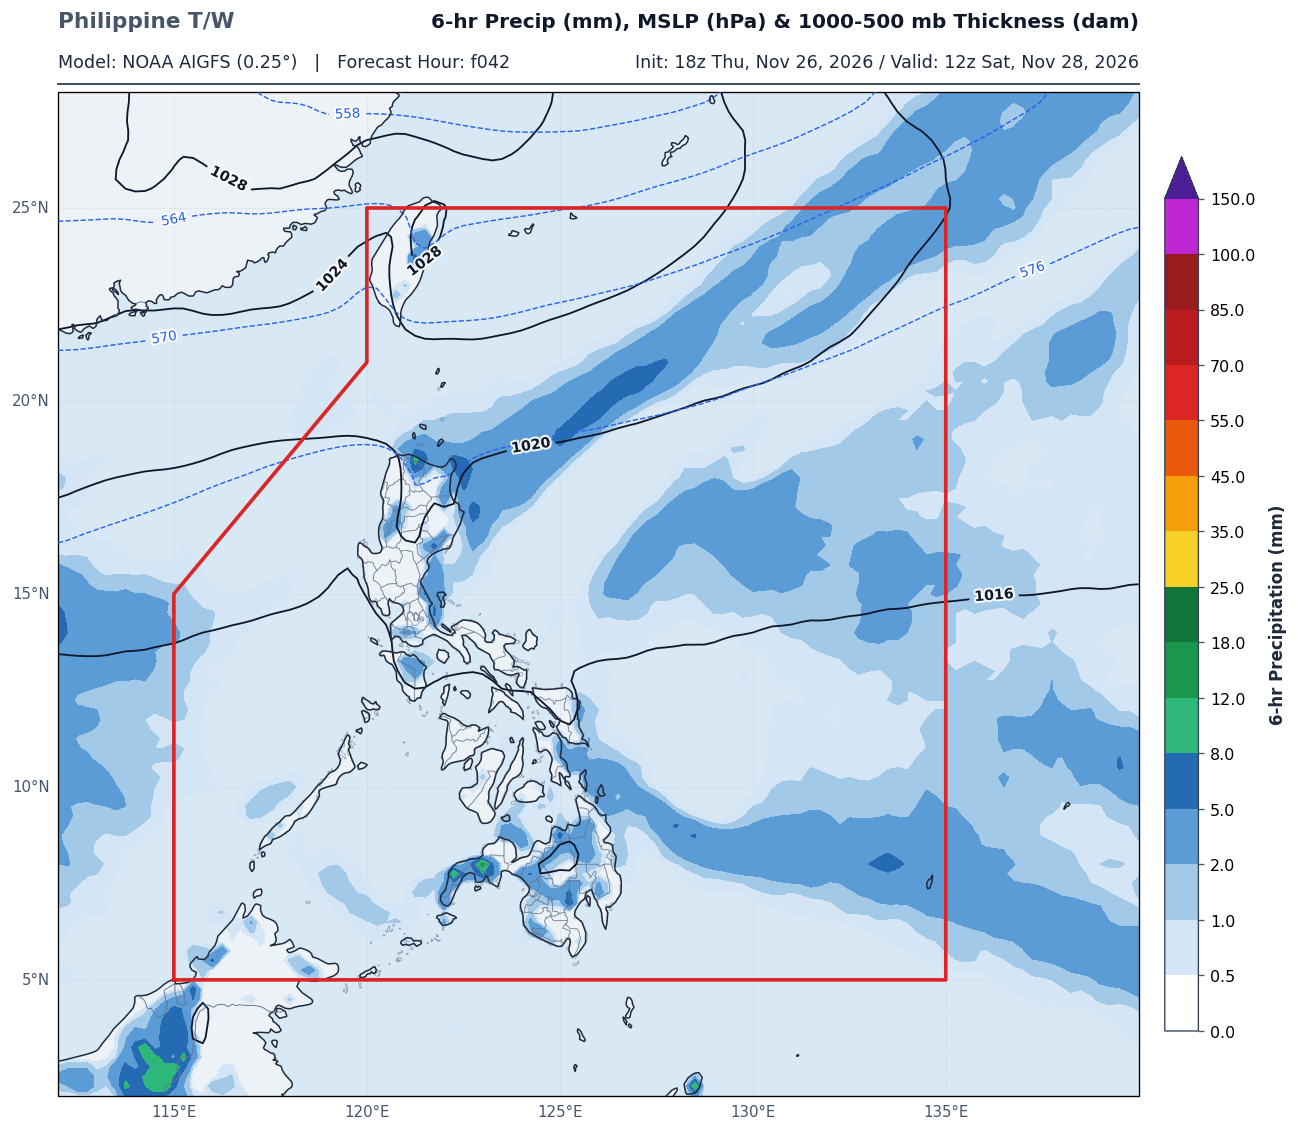 Philippine T/W
6-hr Precip (mm), MSLP (hPa) & 1000-500 mb Thickness (dam)
Model: NOAA AIGFS (0.25°) | Forecast Hour: f042
Init: 18z Thu, Nov 26, 2026 / Valid: 12z Sat, Nov 28, 2026
558
1028
564
1028
1024
576
570
1020
1016
25°N
20°N
15°N
10°N
5°N
115°E
120°E
125°E
130°E
135°E
150.0
100.0
85.0
70.0
55.0
45.0
35.0
25.0
18.0
12.0
8.0
5.0
2.0
1.0
0.5
0.0
6-hr Precipitation (mm)